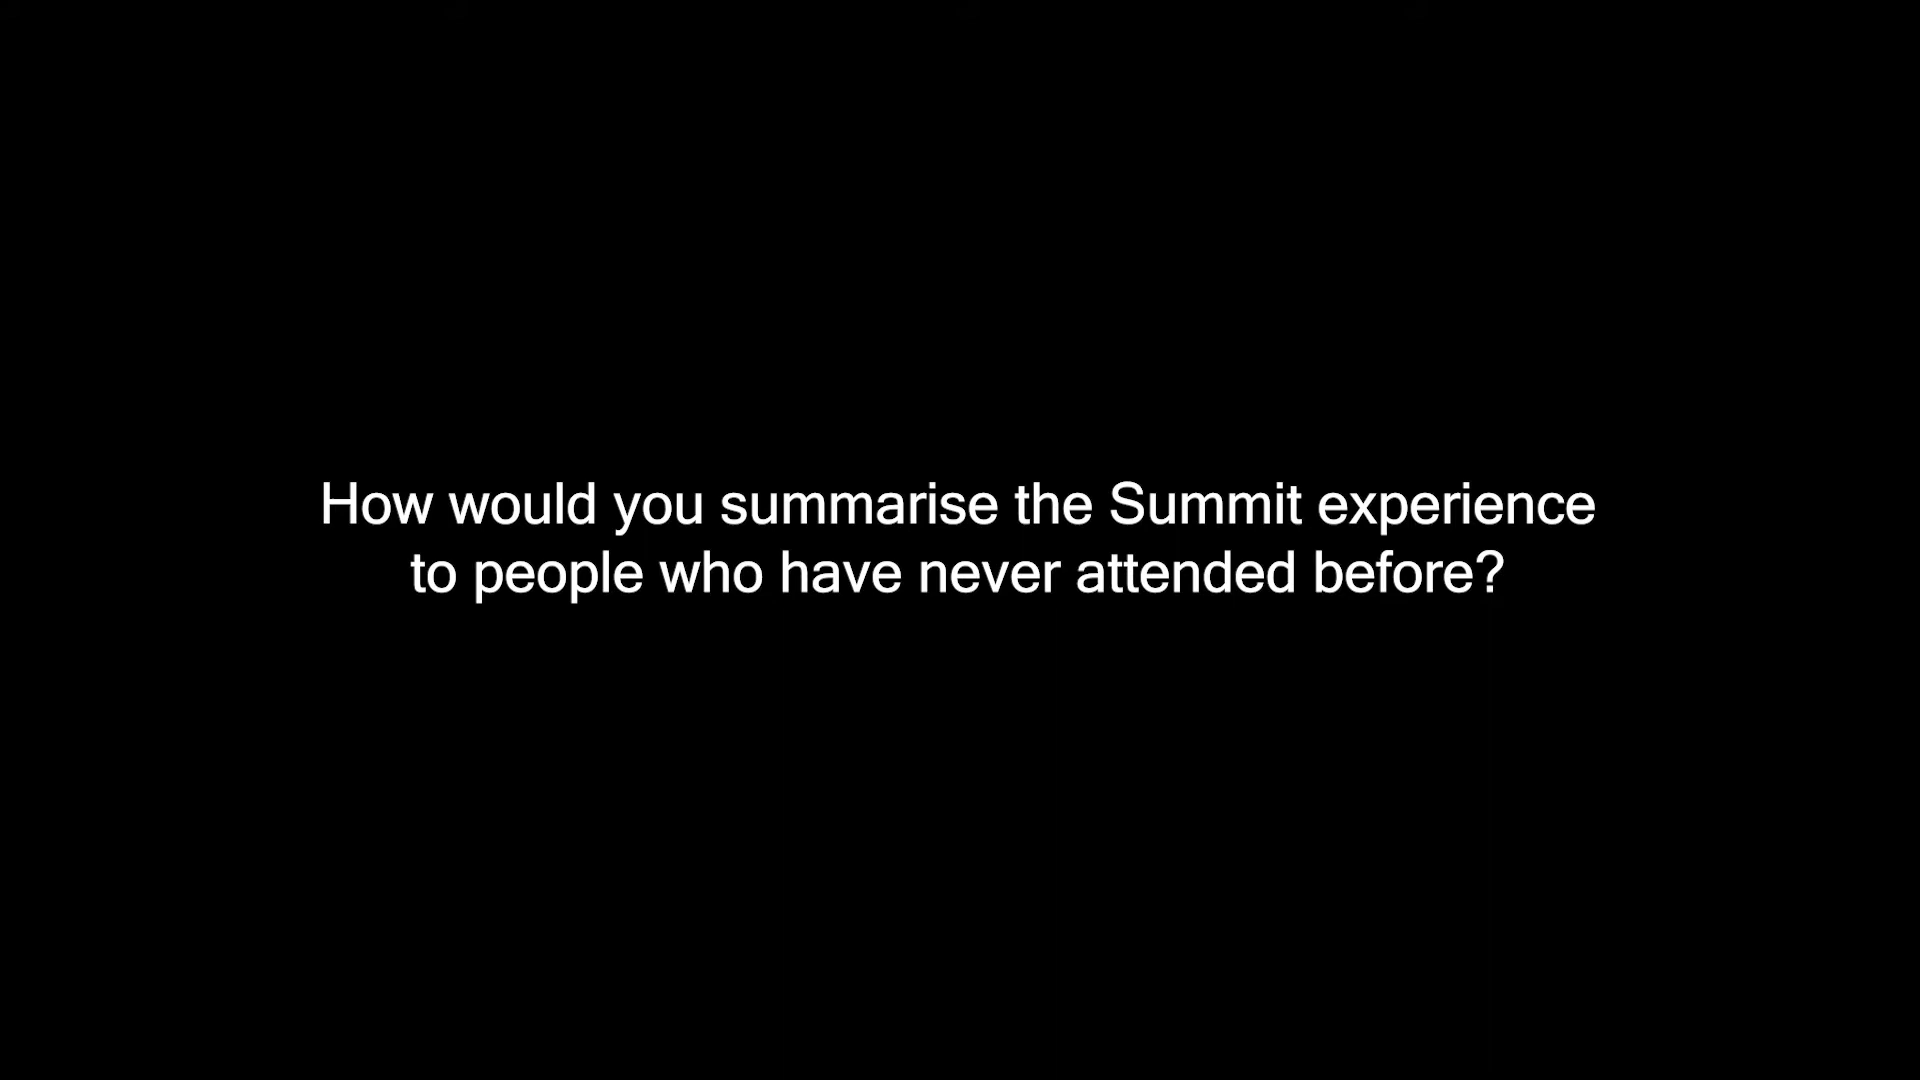 How would you summarise the Summit experience
to people who have never attended before?